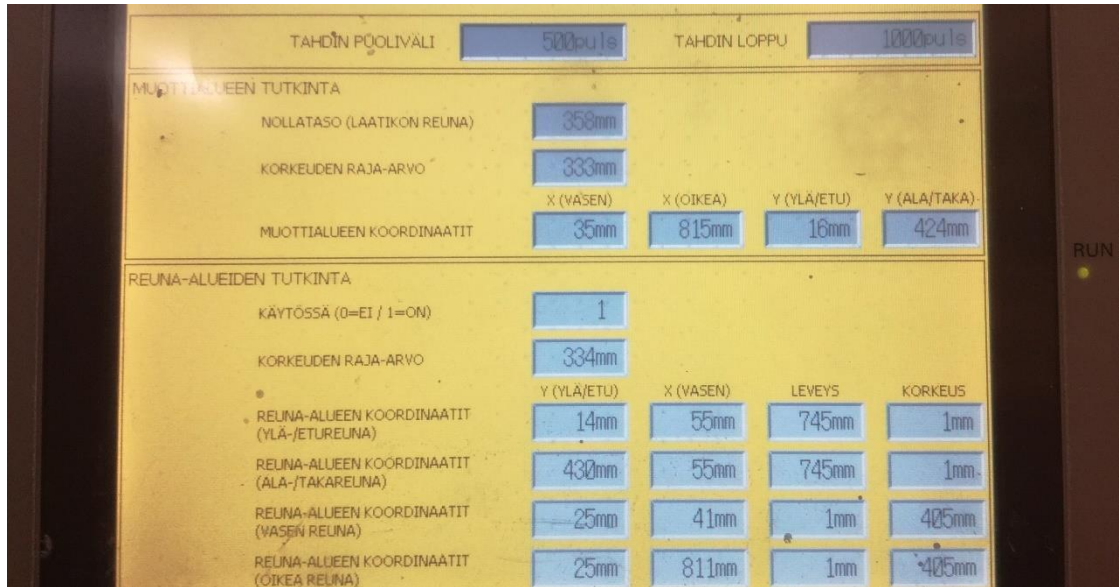 TAHDIN PUOLIVÄLI 500puls TAHDIN LOPPU 1000puls
MUOTTIALUEEN TUTKINTA
NOLLATASO (LAATIKON REUNA) 358mm
KORKEUDEN RAJA-ARVO 333mm
X (VASEN) X (OIKEA) Y (YLÄ/ETU) Y (ALA/TAKA)
MUOTTIALUEEN KOORDINAATIT 35mm 815mm 16mm 424mm
RUN
REUNA-ALUEIDEN TUTKINTA
KÄYTÖSSÄ (0=EI / 1=ON) 1
KORKEUDEN RAJA-ARVO 334mm
Y (YLÄ/ETU) X (VASEN) LEVEYS KORKEUS
REUNA-ALUEEN KOORDINAATIT 14mm 55mm 745mm 1mm
(YLÄ-/ETUREUNA)
REUNA-ALUEEN KOORDINAATIT 430mm 55mm 745mm 1mm
(ALA-/TAKAREUNA)
REUNA-ALUEEN KOORDINAATIT 25mm 41mm 1mm 405mm
(VASEN REUNA)
REUNA-ALUEEN KOORDINAATIT 25mm 811mm 1mm 405mm
(OIKEA REUNA)